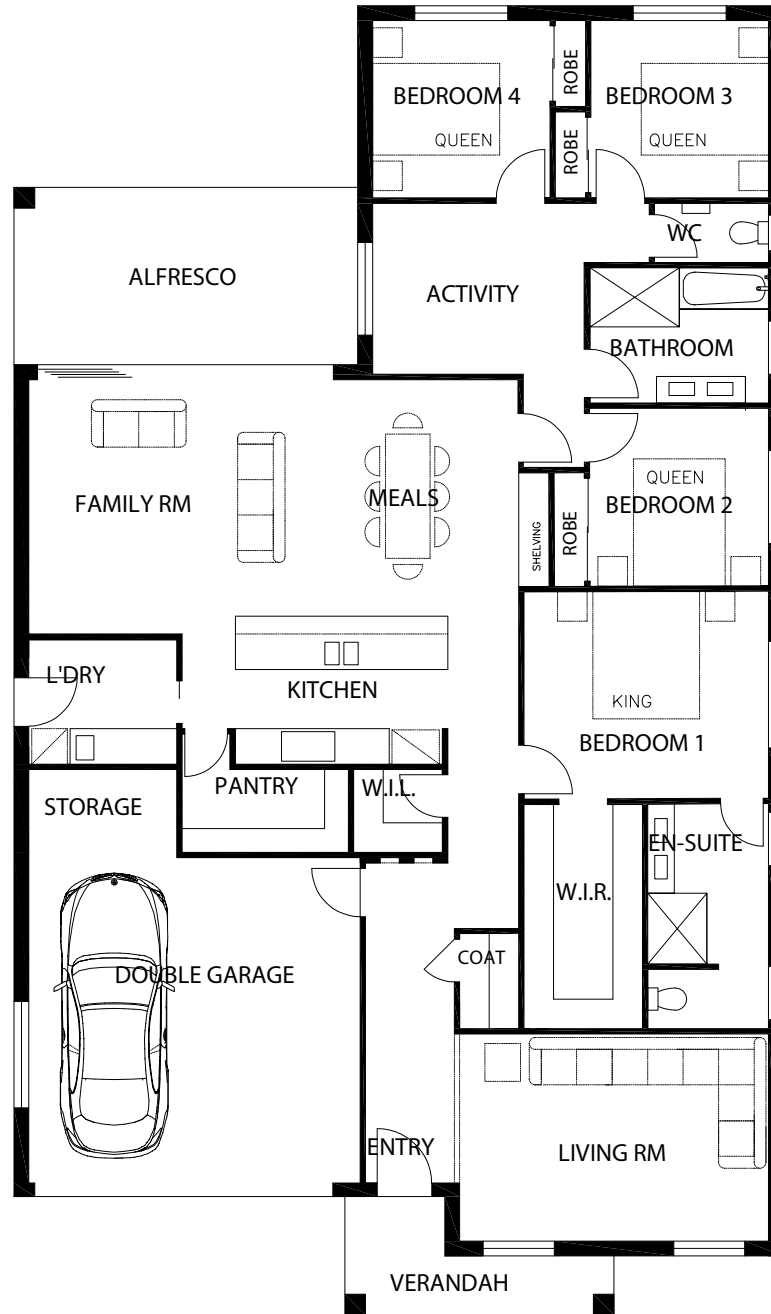 BEDROOM 4
ROBE
BEDROOM 3
QUEEN
ROBE
QUEEN
WC
ALFRESCO
ACTIVITY
BATHROOM
QUEEN
FAMILY RM
MEALS
SHELVING
ROBE
BEDROOM 2
L'DRY
KITCHEN
KING
BEDROOM 1
STORAGE
PANTRY
W.I.L.
EN-SUITE
W.I.R.
COAT
DOUBLE GARAGE
ENTRY
LIVING RM
VERANDAH